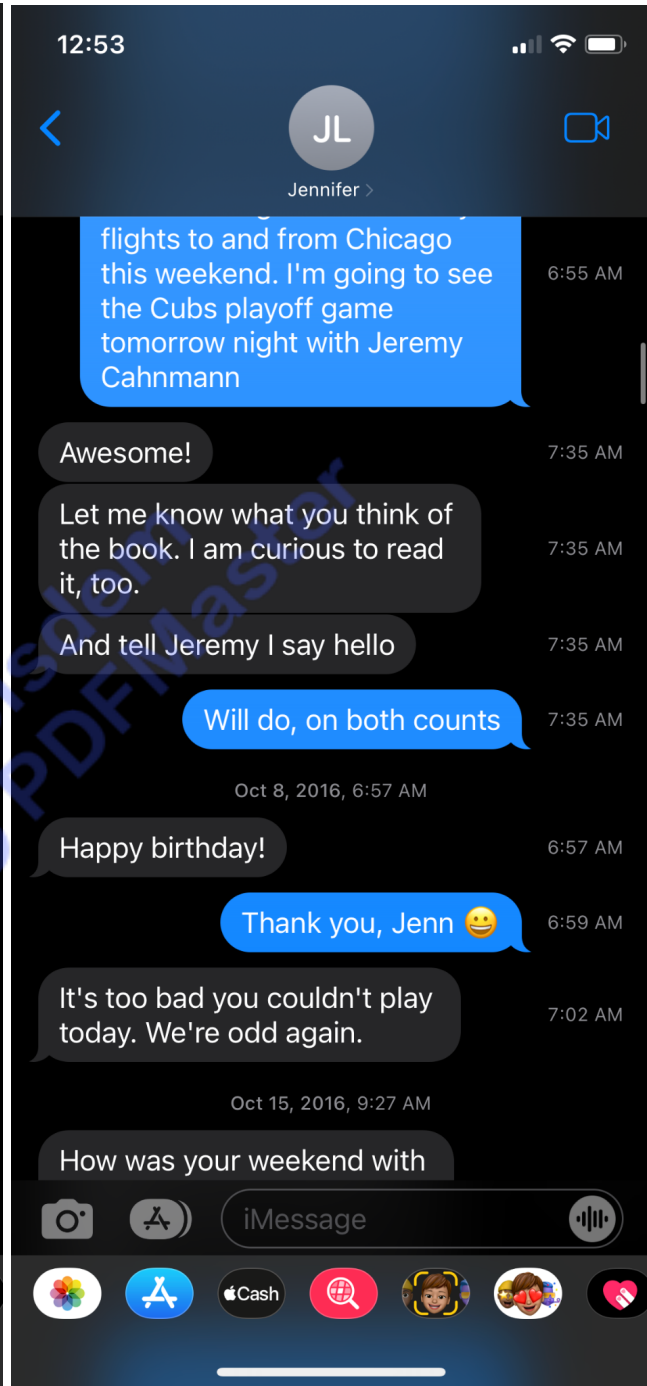 12:53
JL
Jennifer
flights to and from Chicago
this weekend. I'm going to see
6:55 AM
the Cubs playoff game
tomorrow night with Jeremy
Cahnmann
Awesome!
7:35 AM
Let me know what you think of
the book. I am curious to read
7:35 AM
it, too.
And tell Jeremy I say hello
7:35 AM
Will do, on both counts
7:35 AM
Oct 8, 2016, 6:57 AM
Happy birthday!
6:57 AM
Thank you, Jenn 😀
6:59 AM
It's too bad you couldn't play
7:02 AM
today. We're odd again.
Oct 15, 2016, 9:27 AM
How was your weekend with
iMessage
Cash
PDFMaster